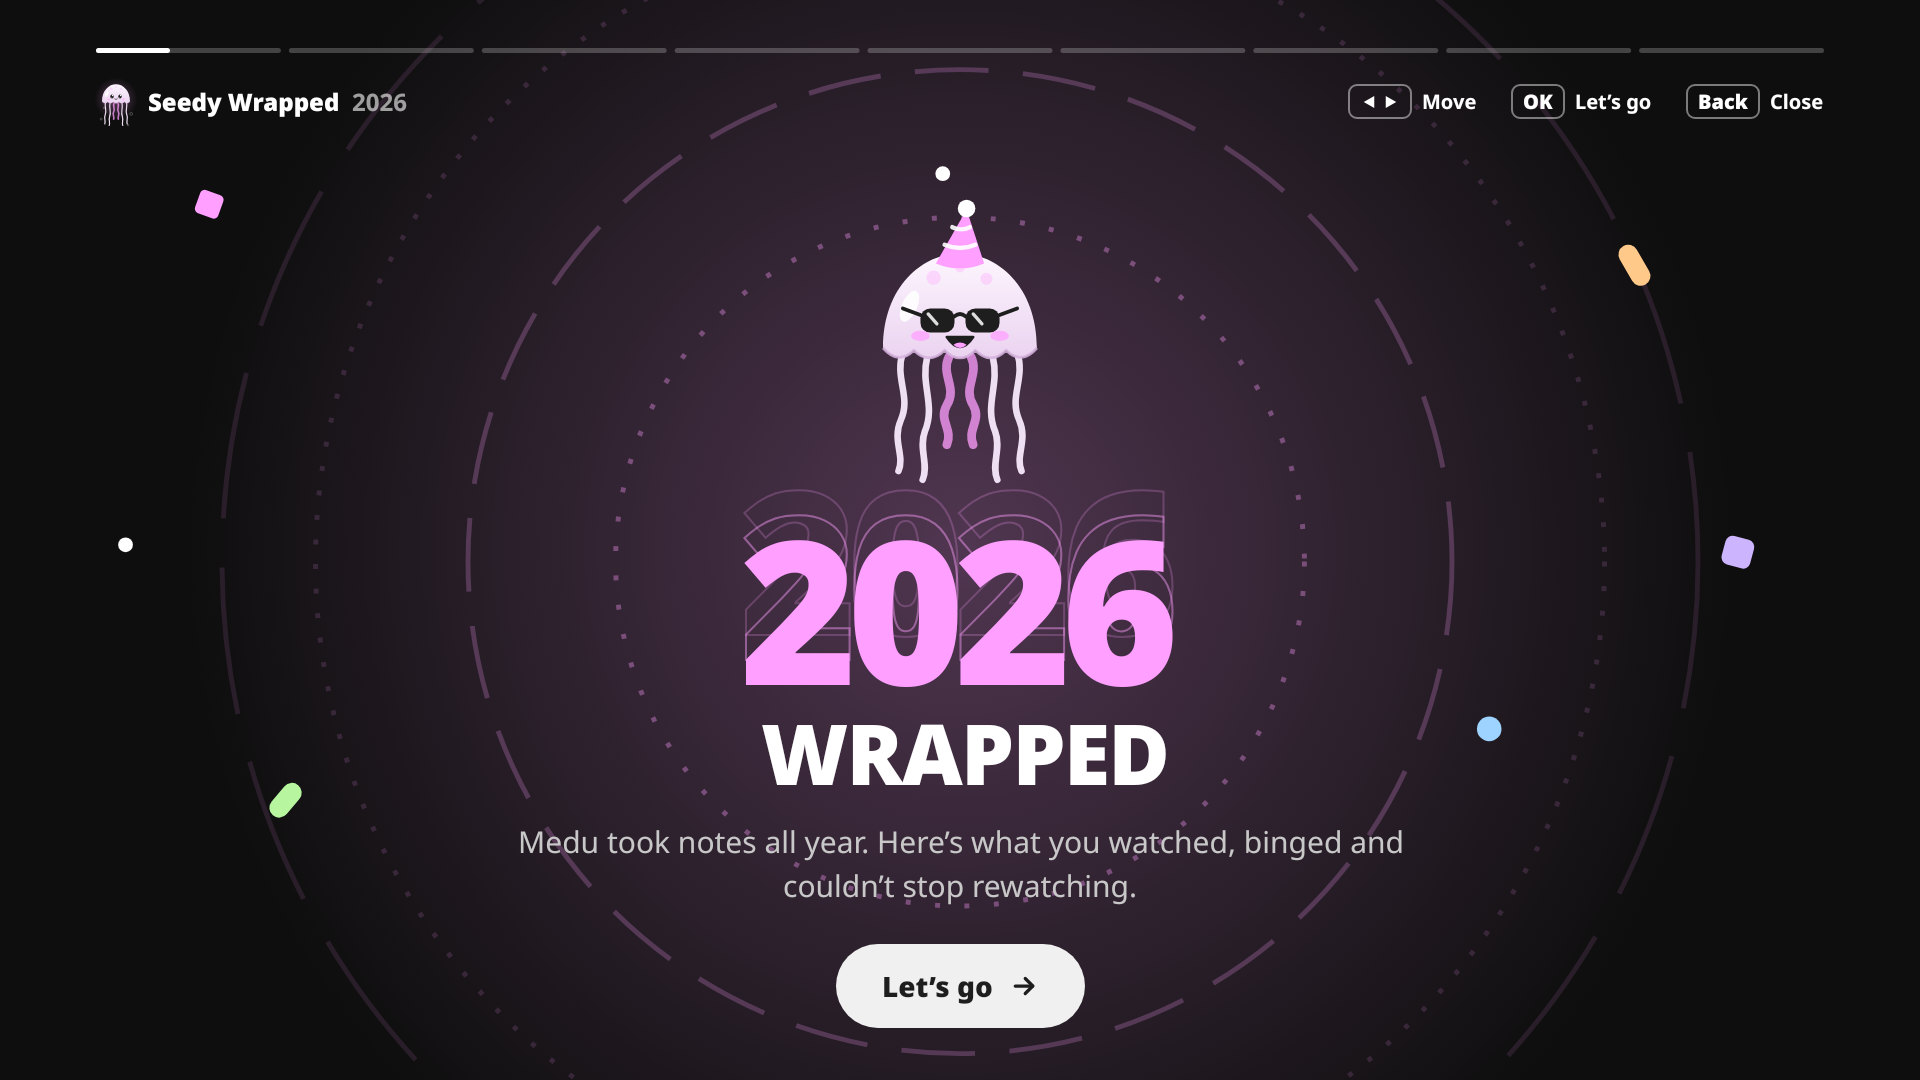 Seedy Wrapped 2026
Move
OK Let’s go
Back Close
2026
WRAPPED
Medu took notes all year. Here’s what you watched, binged and
couldn’t stop rewatching.
Let’s go